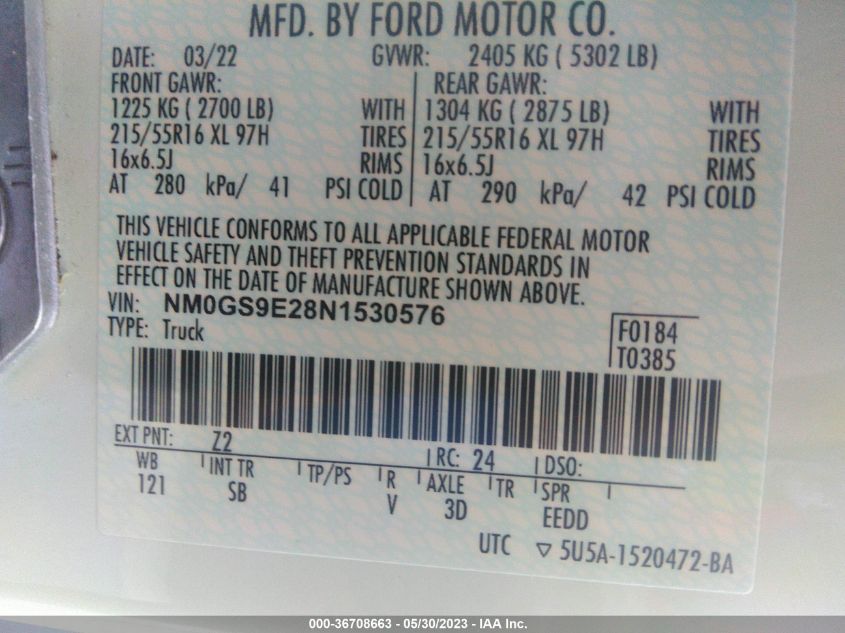 MFD. BY FORD MOTOR CO.
DATE: 03/22 GVWR: 2405 KG ( 5302 LB)
FRONT GAWR: REAR GAWR:
1225 KG ( 2700 LB) WITH 1304 KG ( 2875 LB) WITH
215/55R16 XL 97H TIRES 215/55R16 XL 97H TIRES
16x6.5J RIMS 16x6.5J RIMS
AT 280 kPa/ 41 PSI COLD AT 290 kPa/ 42 PSI COLD
THIS VEHICLE CONFORMS TO ALL APPLICABLE FEDERAL MOTOR
VEHICLE SAFETY AND THEFT PREVENTION STANDARDS IN
EFFECT ON THE DATE OF MANUFACTURE SHOWN ABOVE.
VIN: NM0GS9E28N1530576
TYPE: Truck F0184
T0385
EXT PNT: Z2 RC: 24 DSO:
WB INT TR TP/PS R AXLE TR SPR
121 SB V 3D EEDD
UTC ▽ 5U5A-1520472-BA
000-36708663 - 05/30/2023 - IAA Inc.